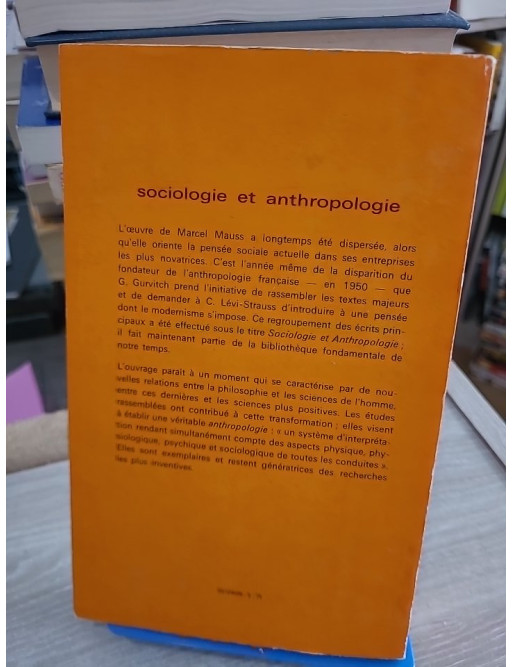 sociologie et anthropologie
L'œuvre de Marcel Mauss a longtemps été dispersée, alors
qu'elle oriente la pensée sociale actuelle dans ses entreprises
les plus novatrices. C'est l'année même de la disparition du
fondateur de l'anthropologie française — en 1950 — que
G. Gurvitch prend l'initiative de rassembler les textes majeurs
et de demander à C. Lévi-Strauss d'introduire à une pensée
dont le modernisme s'impose. Ce regroupement des écrits prin-
cipaux a été effectué sous le titre Sociologie et Anthropologie ;
il fait maintenant partie de la bibliothèque fondamentale de
notre temps.
L'ouvrage paraît à un moment qui se caractérise par de nou-
velles relations entre la philosophie et les sciences de l'homme,
entre ces dernières et les sciences plus positives. Les études
rassemblées ont contribué à cette transformation ; elles visent
à établir une véritable anthropologie : « un système d'interpréta-
tion rendant simultanément compte des aspects physique, phy-
siologique, psychique et sociologique de toutes les conduites ».
Elles sont exemplaires et restent génératrices des recherches
les plus inventives.